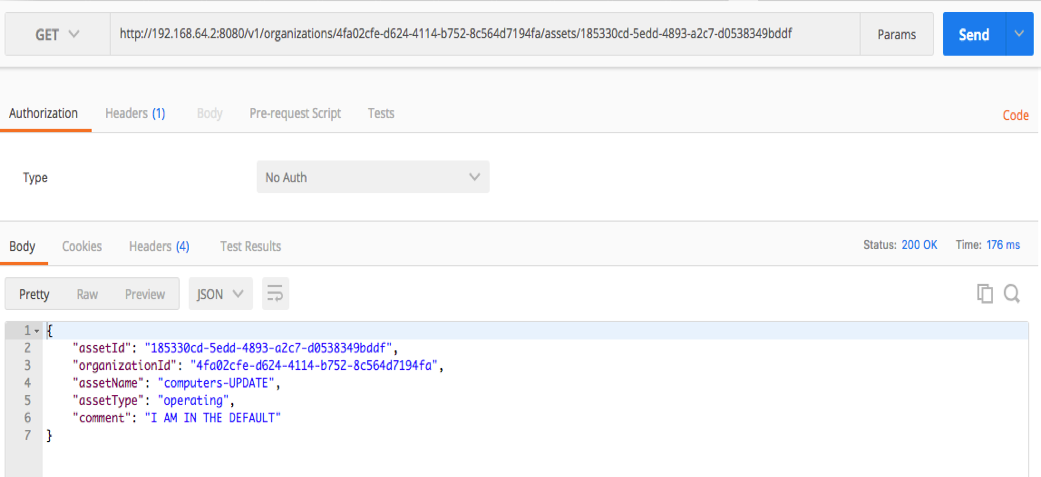 GET http://192.168.64.2:8080/v1/organizations/4fa02cfe-d624-4114-b752-8c564d7194fa/assets/185330cd-5edd-4893-a2c7-d0538349bddf Params Send
Authorization Headers (1) Body Pre-request Script Tests Code
Type No Auth
Body Cookies Headers (4) Test Results Status: 200 OK Time: 176 ms
Pretty Raw Preview JSON
1 {
2 "assetId": "185330cd-5edd-4893-a2c7-d0538349bddf",
3 "organizationId": "4fa02cfe-d624-4114-b752-8c564d7194fa",
4 "assetName": "computers-UPDATE",
5 "assetType": "operating",
6 "comment": "I AM IN THE DEFAULT"
7 }